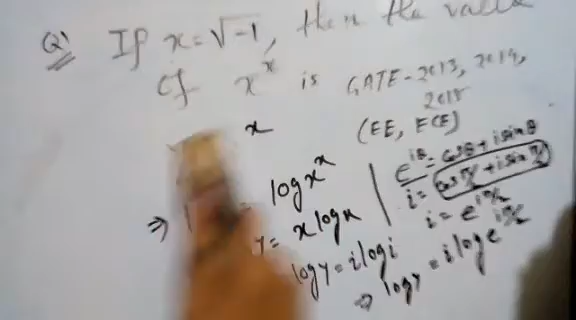 Q) If x = √-1, then the value
of x^x is GATE-2013, 2014,
2015
(EE, ECE)
x
⇒ log x^x
y = x log x
log y = i log i
⇒ log y = i log e^iπ/2
e^iθ = cosθ + i sinθ
i = cos π/2 + i sin π/2
i = e^iπ/2